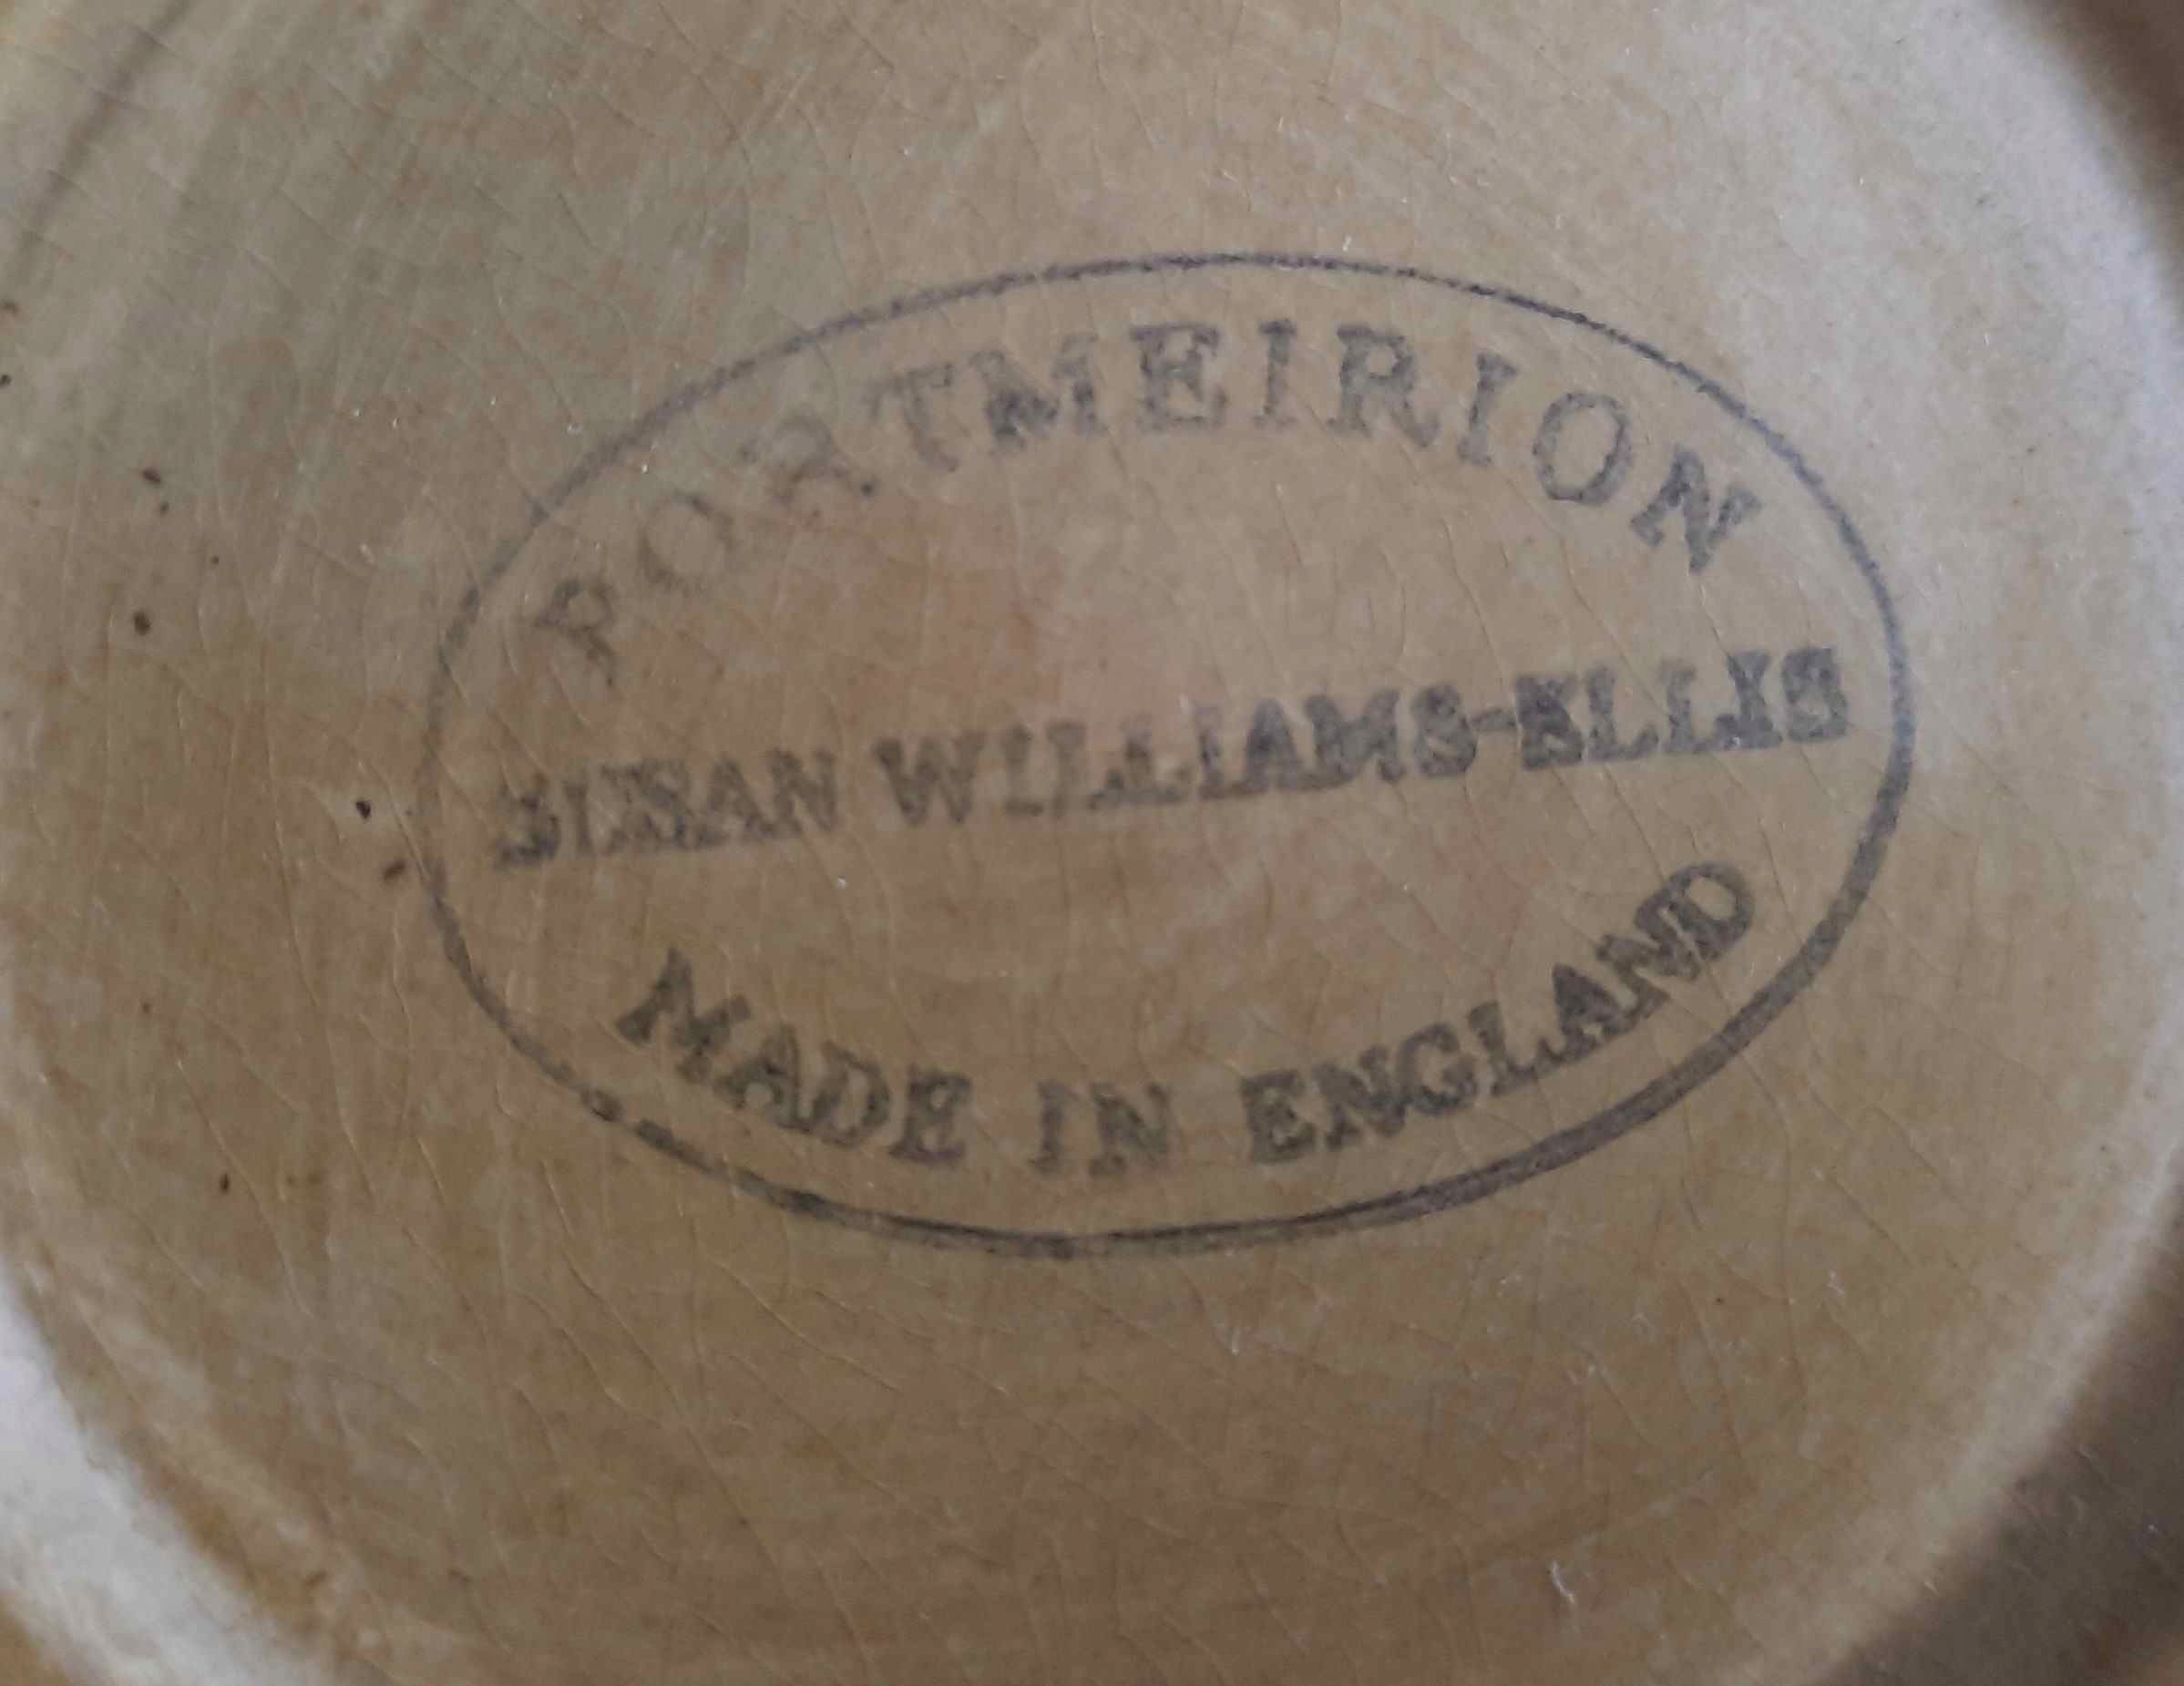 PORTMEIRION
SUSAN WILLIAMS-ELLIS
MADE IN ENGLAND